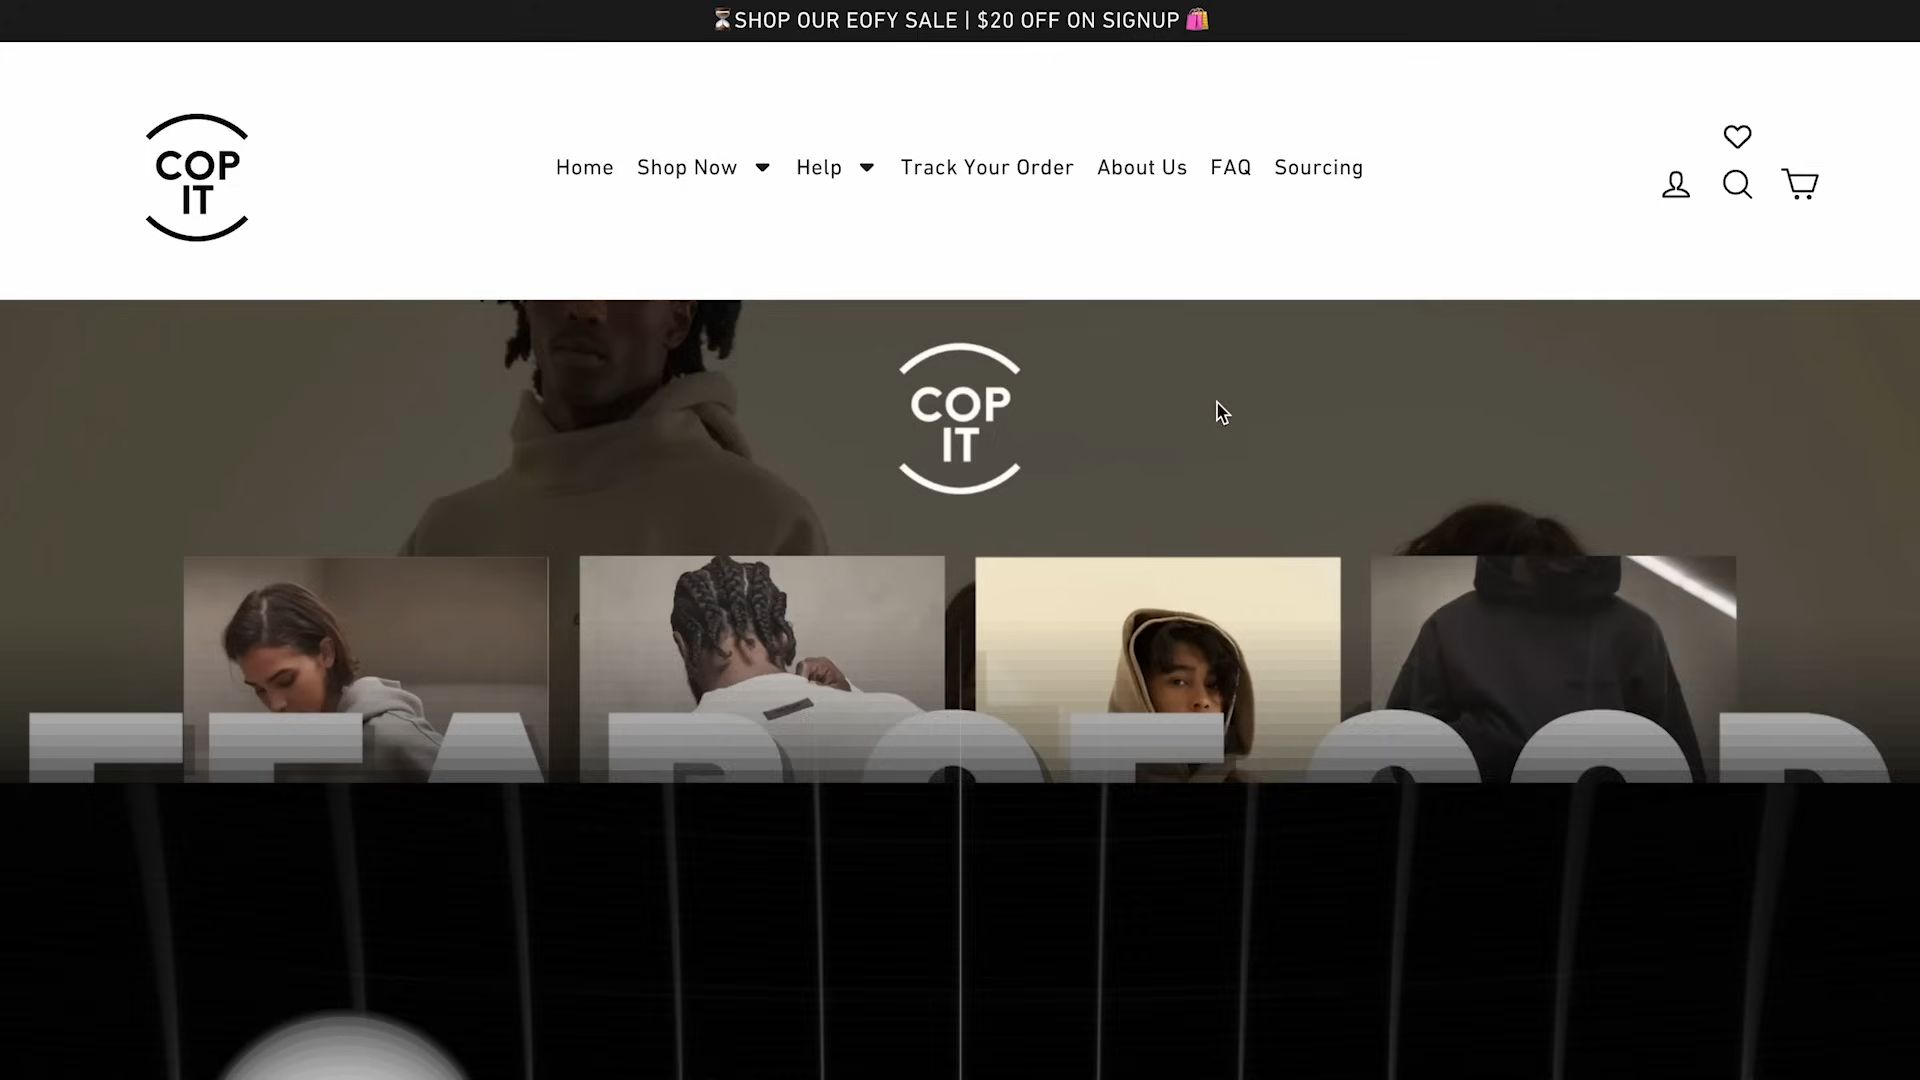 ⏳SHOP OUR EOFY SALE | $20 OFF ON SIGNUP 🛍️
COP
IT
Home Shop Now Help Track Your Order About Us FAQ Sourcing
COP
IT